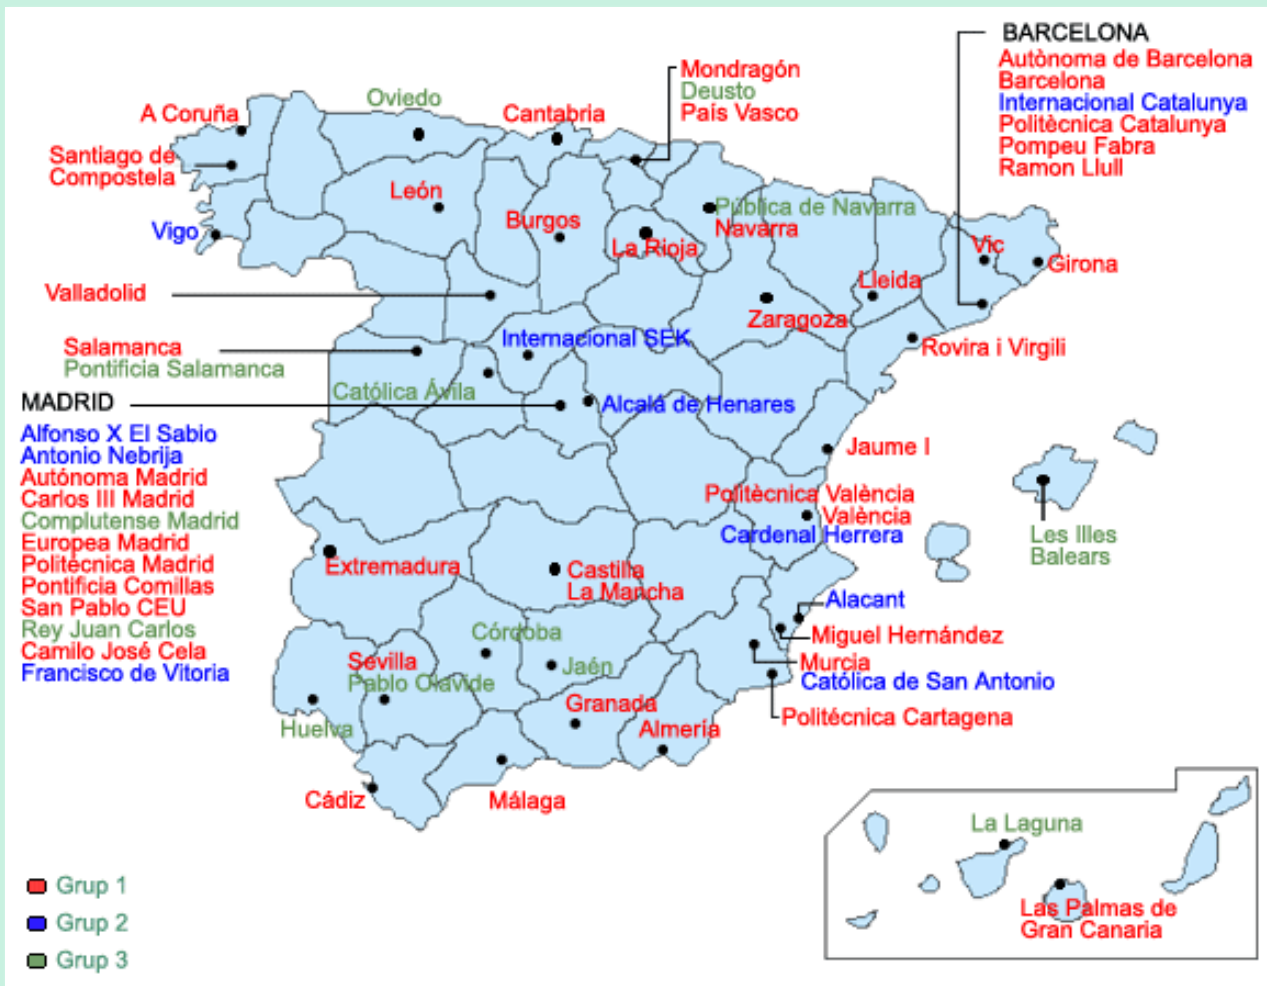 BARCELONA
Autònoma de Barcelona
Barcelona
Internacional Catalunya
Politècnica Catalunya
Pompeu Fabra
Ramon Llull
Mondragón
Deusto
País Vasco
Oviedo
Cantabria
A Coruña
Santiago de
Compostela
León
Burgos
Pública de Navarra
Navarra
La Rioja
Vigo
Vic
Girona
Lleida
Valladolid
Zaragoza
Internacional SEK
Rovira i Virgili
Salamanca
Pontificia Salamanca
Católica Ávila
MADRID
Alfonso X El Sabio
Antonio Nebrija
Autónoma Madrid
Carlos III Madrid
Complutense Madrid
Europea Madrid
Politécnica Madrid
Pontificia Comillas
San Pablo CEU
Rey Juan Carlos
Camilo José Cela
Francisco de Vitoria
Alcalá de Henares
Jaume I
Politècnica València
València
Cardenal Herrera
Les Illes
Balears
Extremadura
Castilla
La Mancha
Alacant
Miguel Hernández
Murcia
Católica de San Antonio
Politécnica Cartagena
Córdoba
Jaén
Sevilla
Pablo Olavide
Huelva
Granada
Almería
Cádiz
Málaga
La Laguna
Las Palmas de
Gran Canaria
Grup 1
Grup 2
Grup 3